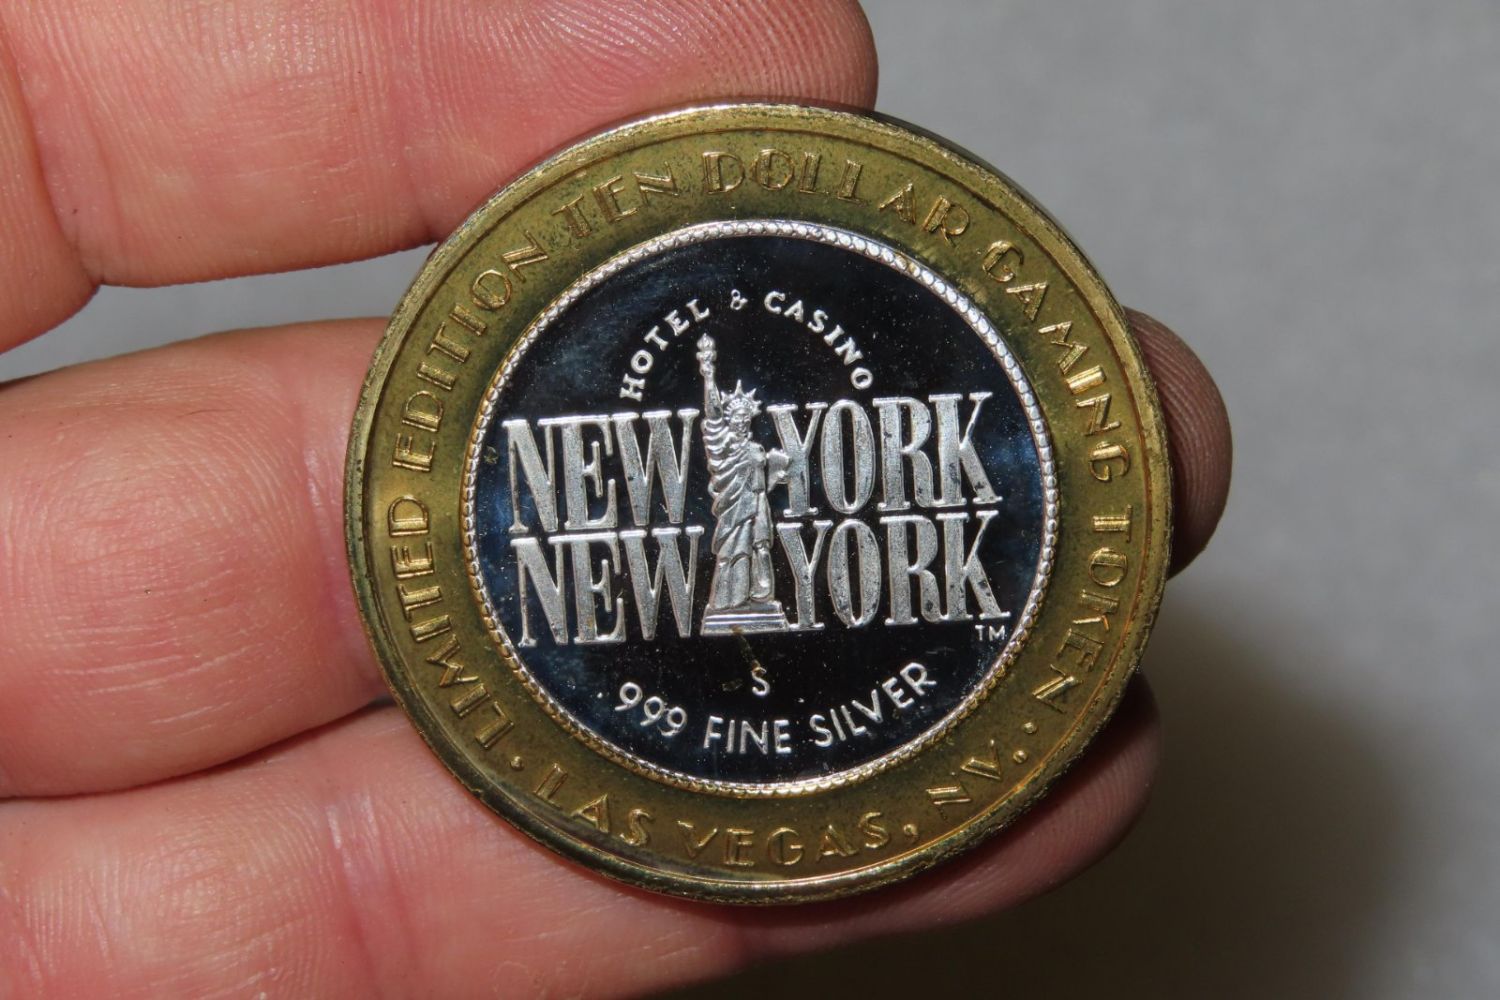 LIMITED EDITION TEN DOLLAR GAMING TOKEN
· LAS VEGAS, NV. ·
HOTEL & CASINO
NEW YORK
NEW YORK
TM
S
.999 FINE SILVER